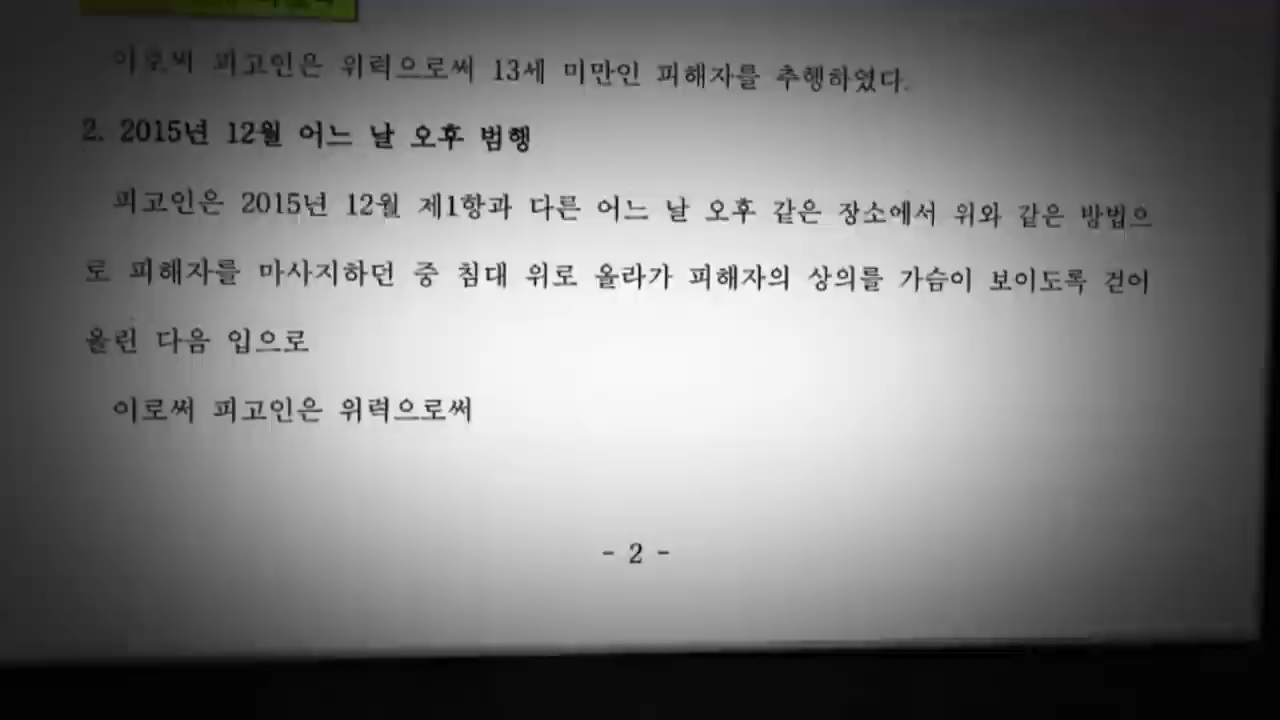 이로써 피고인은 위력으로써 13세 미만인 피해자를 추행하였다.
2. 2015년 12월 어느 날 오후 범행
피고인은 2015년 12월 제1항과 다른 어느 날 오후 같은 장소에서 위와 같은 방법으
로 피해자를 마사지하던 중 침대 위로 올라가 피해자의 상의를 가슴이 보이도록 걷어
올린 다음 입으로
이로써 피고인은 위력으로써
- 2 -